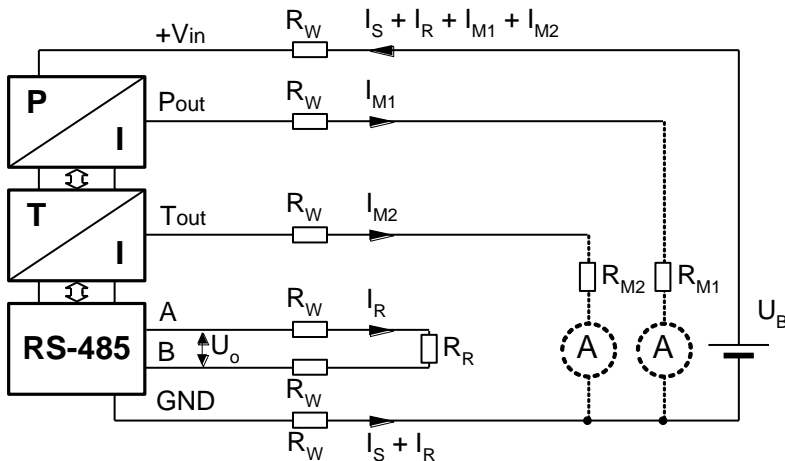 +Vin R_W I_S + I_R + I_M1 + I_M2
P I Pout R_W I_M1
T I Tout R_W I_M2
R_M2 R_M1
A R_W I_R
RS-485 U_o R_R A A U_B
B R_W
GND
R_W I_S + I_R